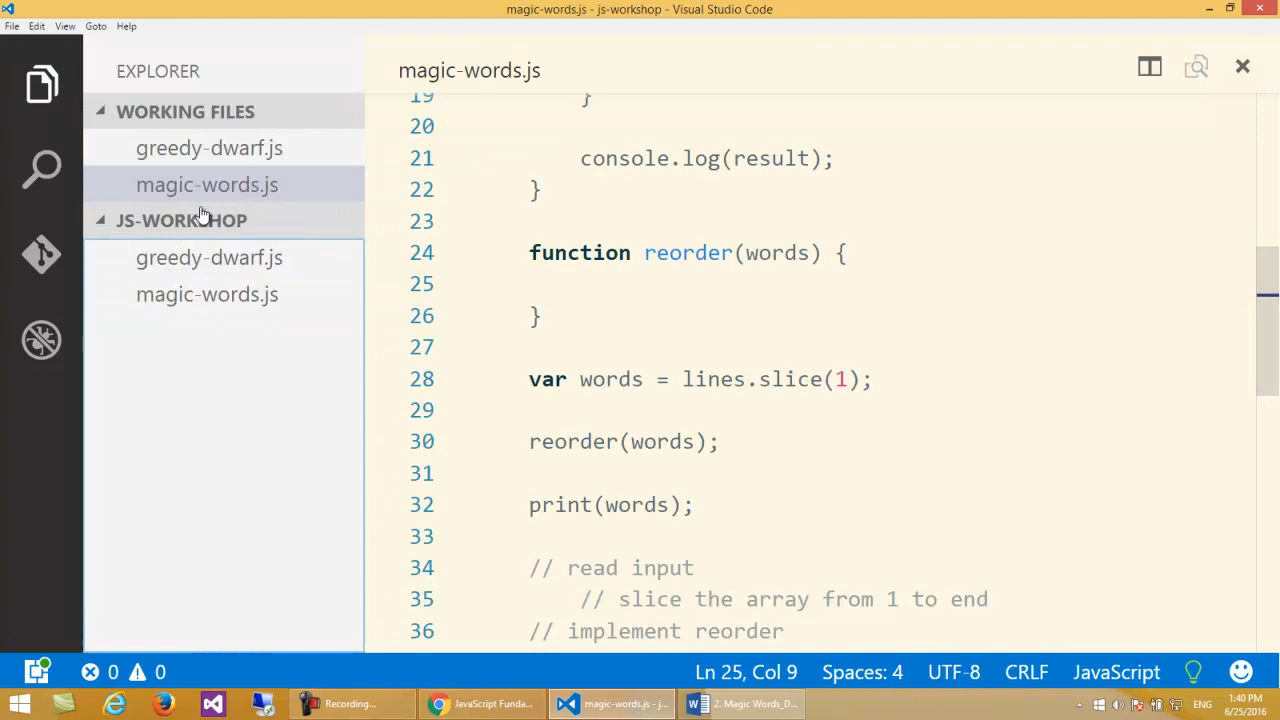 magic-words.js - js-workshop - Visual Studio Code
File Edit View Goto Help
EXPLORER
WORKING FILES
greedy-dwarf.js
magic-words.js
JS-WORKSHOP
greedy-dwarf.js
magic-words.js
magic-words.js
19 }
20
21 console.log(result);
22 }
23
24 function reorder(words) {
25
26 }
27
28 var words = lines.slice(1);
29
30 reorder(words);
31
32 print(words);
33
34 // read input
35 // slice the array from 1 to end
36 // implement reorder
0 0 Ln 25, Col 9 Spaces: 4 UTF-8 CRLF JavaScript
Recording... JavaScript Funda... magic-words.js - j... 2. Magic Words_D... ENG 1:40 PM
6/25/2016